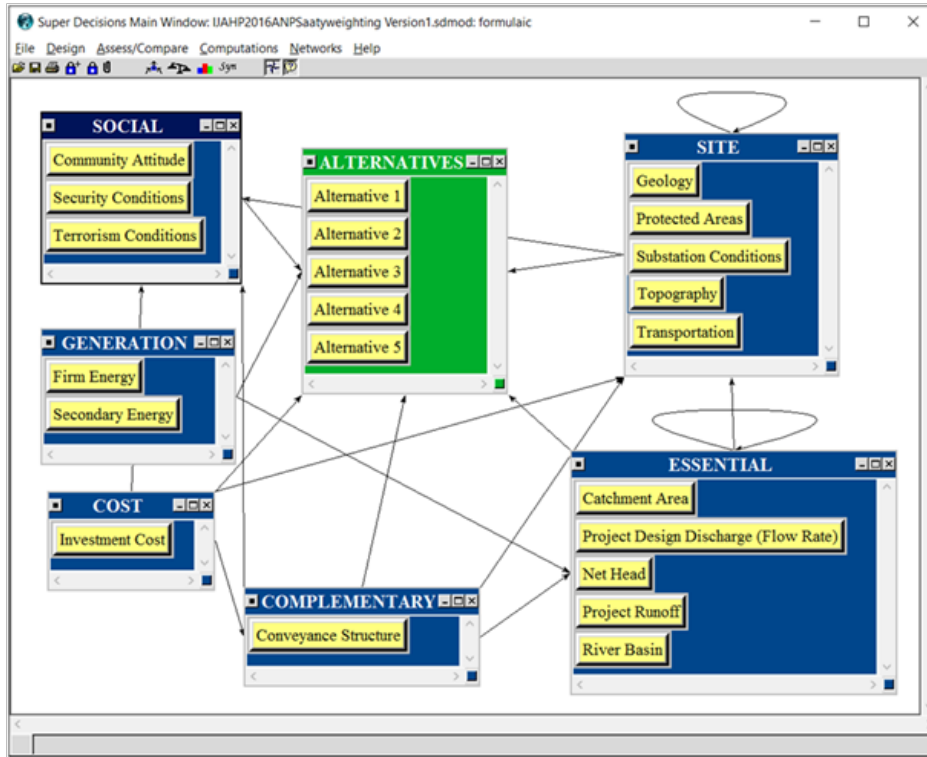 Super Decisions Main Window: IJAHP2016ANPSaatyweighting Version1.sdmod: formulaic
File Design Assess/Compare Computations Networks Help
Syn
SOCIAL
Community Attitude
Security Conditions
Terrorism Conditions
ALTERNATIVES
Alternative 1
Alternative 2
Alternative 3
Alternative 4
Alternative 5
SITE
Geology
Protected Areas
Substation Conditions
Topography
Transportation
GENERATION
Firm Energy
Secondary Energy
COST
Investment Cost
COMPLEMENTARY
Conveyance Structure
ESSENTIAL
Catchment Area
Project Design Discharge (Flow Rate)
Net Head
Project Runoff
River Basin